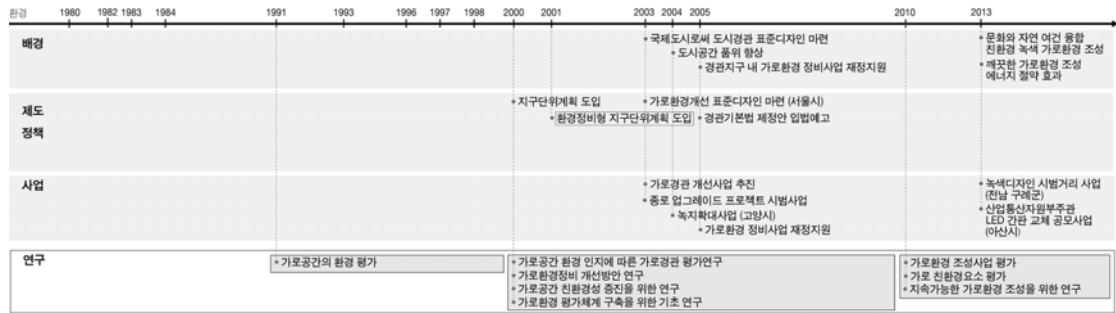 환경 1980 1982 1983 1984 1991 1993 1996 1997 1998 2000 2001 2003 2004 2005 2010 2013
배경
국제도시로써 도시경관 표준디자인 마련
도시공간 품위 향상
경관지구 내 가로환경 정비사업 재정지원
문화와 자연 여건 융합
친환경 녹색 가로환경 조성
깨끗한 가로환경 조성
에너지 절약 효과
제도
정책
지구단위계획 도입
가로환경개선 표준디자인 마련 (서울시)
환경정비형 지구단위계획 도입
경관기본법 제정안 입법예고
사업
가로경관 개선사업 추진
종로 업그레이드 프로젝트 시범사업
녹지확대사업 (고양시)
가로환경 정비사업 재정지원
녹색디자인 시범거리 사업
(전남 구례군)
산업통산자원부주관
LED 간판 교체 공모사업
(아산시)
연구
가로공간의 환경 평가
가로공간 환경 인지에 따른 가로경관 평가연구
가로환경정비 개선방안 연구
가로공간 친환경성 증진을 위한 연구
가로환경 평가체계 구축을 위한 기초 연구
가로환경 조성사업 평가
가로 친환경요소 평가
지속가능한 가로환경 조성을 위한 연구